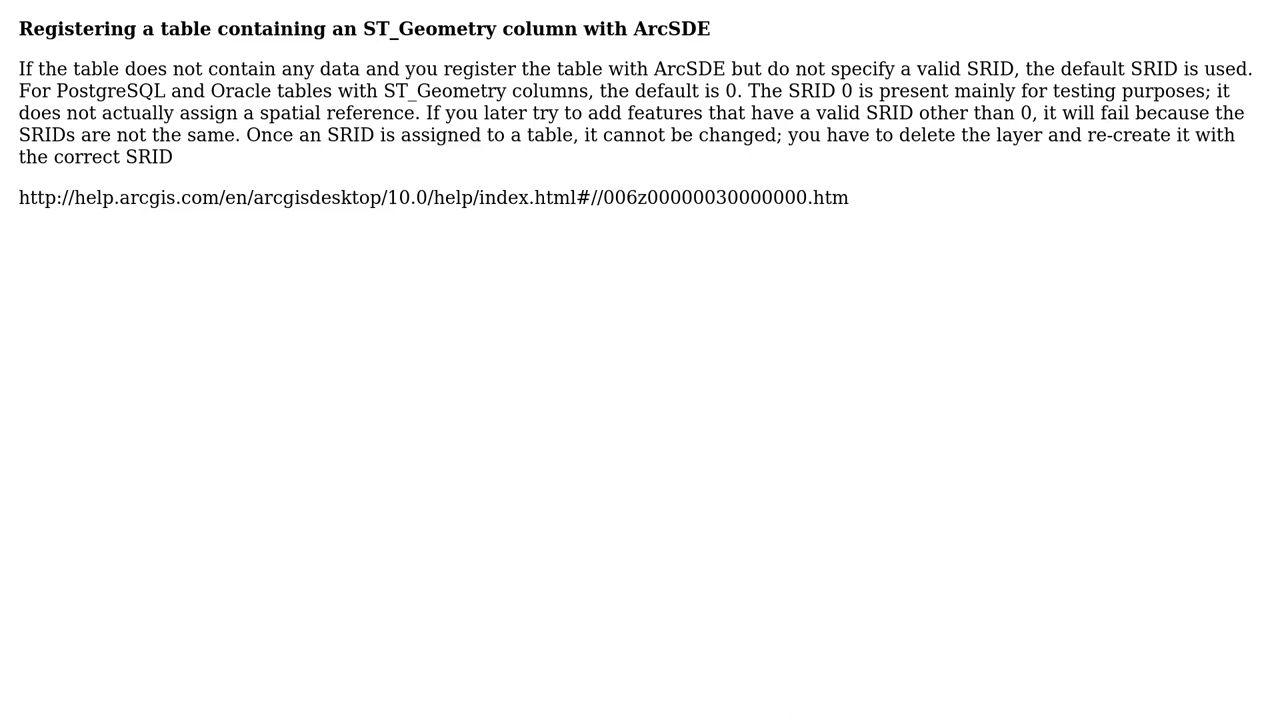 Registering a table containing an ST_Geometry column with ArcSDE
If the table does not contain any data and you register the table with ArcSDE but do not specify a valid SRID, the default SRID is used.
For PostgreSQL and Oracle tables with ST_Geometry columns, the default is 0. The SRID 0 is present mainly for testing purposes; it
does not actually assign a spatial reference. If you later try to add features that have a valid SRID other than 0, it will fail because the
SRIDs are not the same. Once an SRID is assigned to a table, it cannot be changed; you have to delete the layer and re-create it with
the correct SRID
http://help.arcgis.com/en/arcgisdesktop/10.0/help/index.html#//006z00000030000000.htm